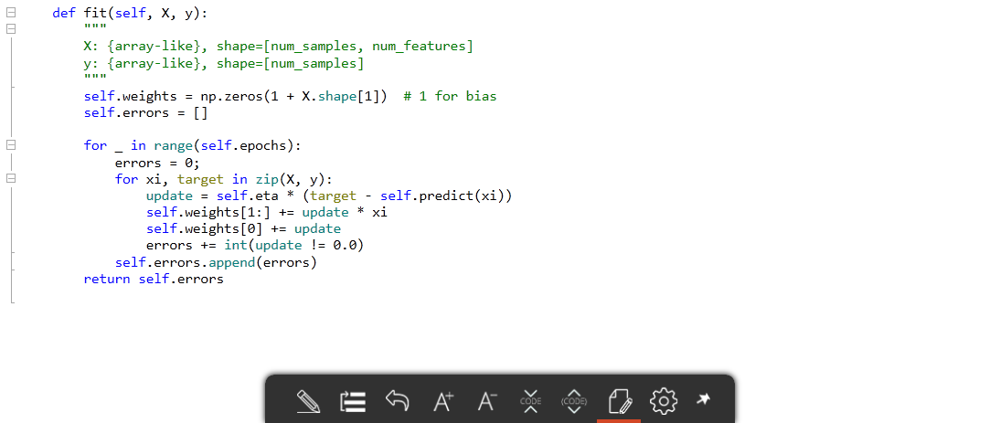 def fit(self, X, y):
"""
X: {array-like}, shape=[num_samples, num_features]
y: {array-like}, shape=[num_samples]
"""
self.weights = np.zeros(1 + X.shape[1])  # 1 for bias
self.errors = []
for _ in range(self.epochs):
errors = 0;
for xi, target in zip(X, y):
update = self.eta * (target - self.predict(xi))
self.weights[1:] += update * xi
self.weights[0] += update
errors += int(update != 0.0)
self.errors.append(errors)
return self.errors
A+ A- CODE (CODE)